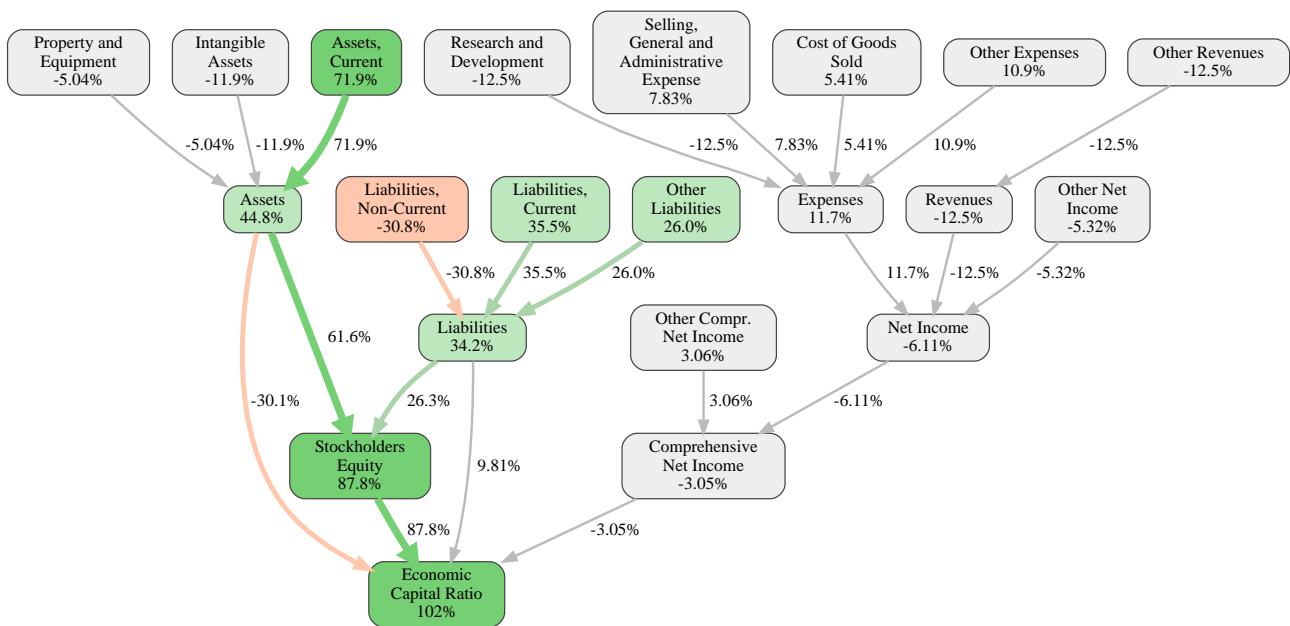 Property and
Equipment
-5.04%
Intangible
Assets
-11.9%
Assets,
Current
71.9%
Research and
Development
-12.5%
Selling,
General and
Administrative
Expense
7.83%
Cost of Goods
Sold
5.41%
Other Expenses
10.9%
Other Revenues
-12.5%
-5.04%
-11.9%
71.9%
-12.5%
7.83%
5.41%
10.9%
-12.5%
Assets
44.8%
Liabilities,
Non-Current
-30.8%
Liabilities,
Current
35.5%
Other
Liabilities
26.0%
Expenses
11.7%
Revenues
-12.5%
Other Net
Income
-5.32%
-30.8%
35.5%
26.0%
11.7%
-12.5%
-5.32%
61.6%
Liabilities
34.2%
Other Compr.
Net Income
3.06%
Net Income
-6.11%
-30.1%
26.3%
3.06%
-6.11%
Stockholders
Equity
87.8%
9.81%
Comprehensive
Net Income
-3.05%
87.8%
-3.05%
Economic
Capital Ratio
102%